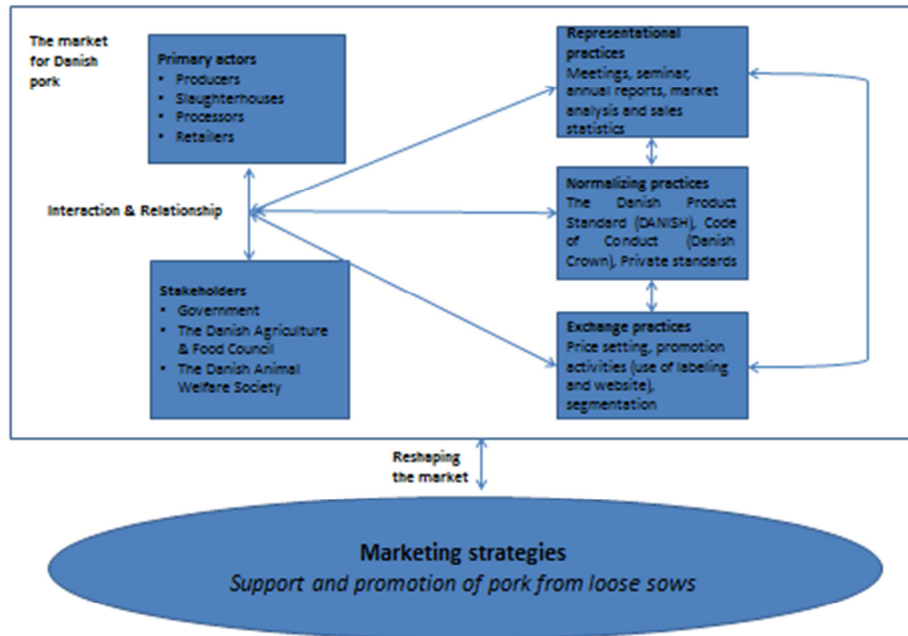 The market
for Danish
pork
Primary actors
• Producers
• Slaughterhouses
• Processors
• Retailers
Interaction & Relationship
Stakeholders
• Government
• The Danish Agriculture
& Food Council
• The Danish Animal
Welfare Society
Representational
practices
Meetings, seminar,
annual reports, market
analysis and sales
statistics
Normalizing practices
The Danish Product
Standard (DANISH), Code
of Conduct (Danish
Crown), Private standards
Exchange practices
Price setting, promotion
activities (use of labeling
and website),
segmentation
Reshaping
the market
Marketing strategies
Support and promotion of pork from loose sows